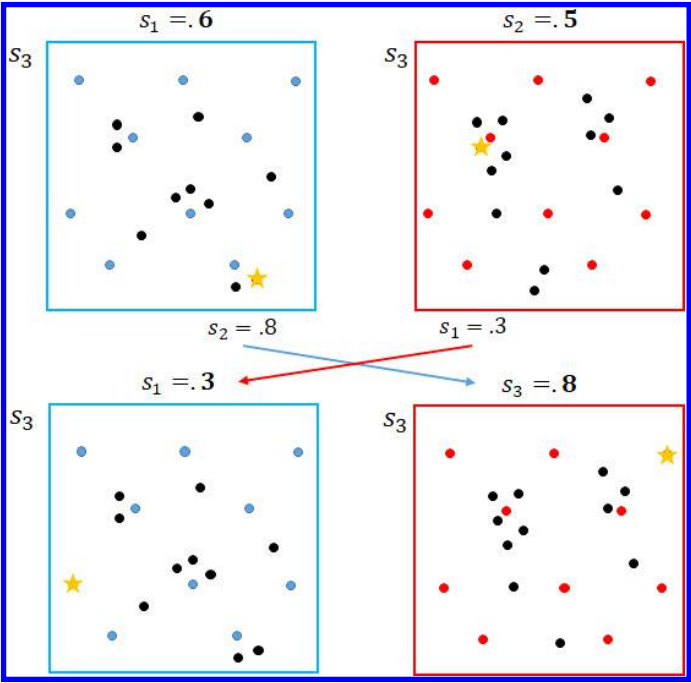 s₁ =. 6
s₂ =. 5
s₃
s₃
s₂ = .8
s₁ = .3
s₁ =. 3
s₃ =. 8
s₃
s₃